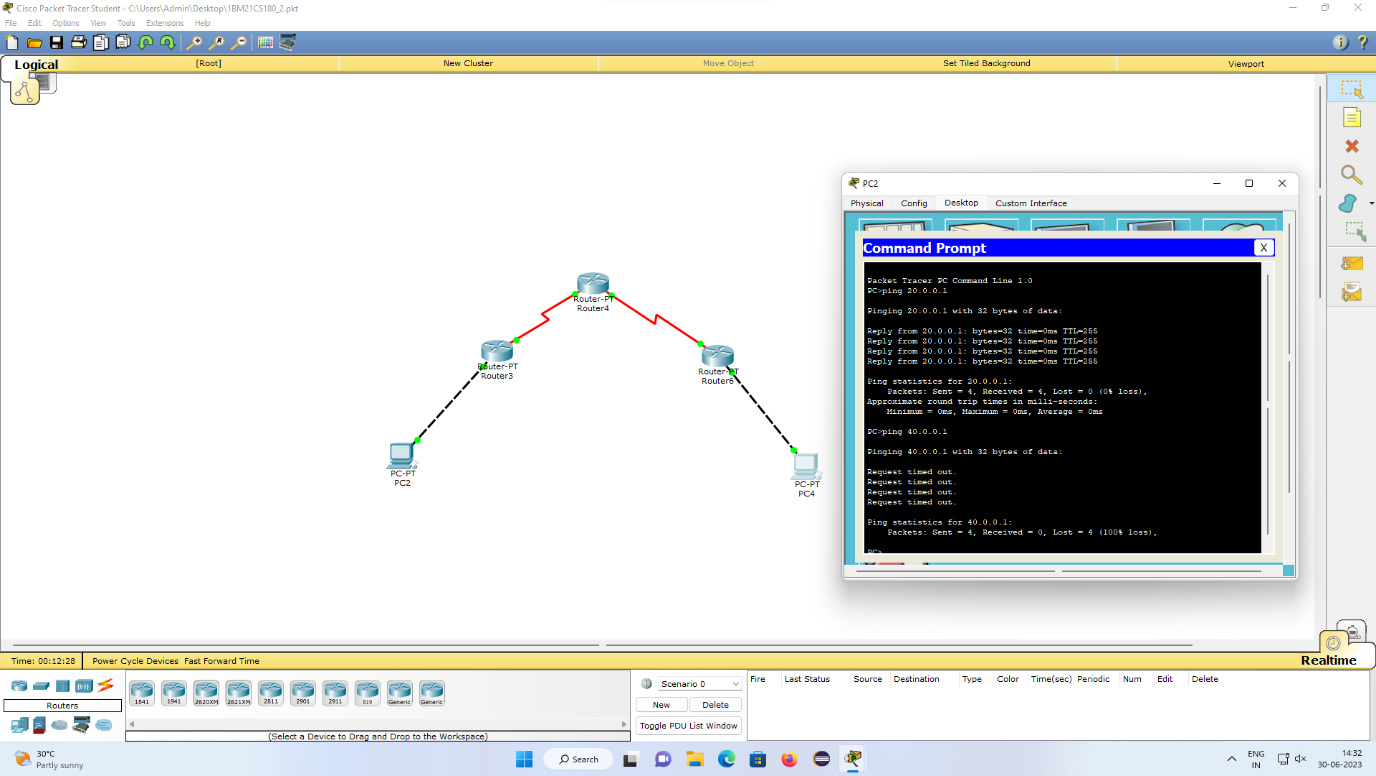 Cisco Packet Tracer Student - C:\Users\Admin\Desktop\1BM21CS180_2.pkt
File Edit Options View Tools Extensions Help
Logical [Root] New Cluster Move Object Set Tiled Background Viewport
PC2
Physical Config Desktop Custom Interface
Command Prompt X
Packet Tracer PC Command Line 1.0
PC>ping 20.0.0.1
Pinging 20.0.0.1 with 32 bytes of data:
Reply from 20.0.0.1: bytes=32 time=0ms TTL=255
Reply from 20.0.0.1: bytes=32 time=0ms TTL=255
Reply from 20.0.0.1: bytes=32 time=0ms TTL=255
Reply from 20.0.0.1: bytes=32 time=0ms TTL=255
Ping statistics for 20.0.0.1:
Packets: Sent = 4, Received = 4, Lost = 0 (0% loss),
Approximate round trip times in milli-seconds:
Minimum = 0ms, Maximum = 0ms, Average = 0ms
PC>ping 40.0.0.1
Pinging 40.0.0.1 with 32 bytes of data:
Request timed out.
Request timed out.
Request timed out.
Request timed out.
Ping statistics for 40.0.0.1:
Packets: Sent = 4, Received = 0, Lost = 4 (100% loss),
PC>
Router-PT
Router4
Router-PT
Router3
Router-PT
Router6
PC-PT
PC2
PC-PT
PC4
Time: 00:12:28 Power Cycle Devices Fast Forward Time
Realtime
Routers
1841 1941 2620XM 2621XM 2811 2901 2911 819 Generic Generic
(Select a Device to Drag and Drop to the Workspace)
Scenario 0
New Delete
Toggle PDU List Window
Fire Last Status Source Destination Type Color Time(sec) Periodic Num Edit Delete
30°C
Partly sunny
Search
ENG
IN
14:32
30-06-2023